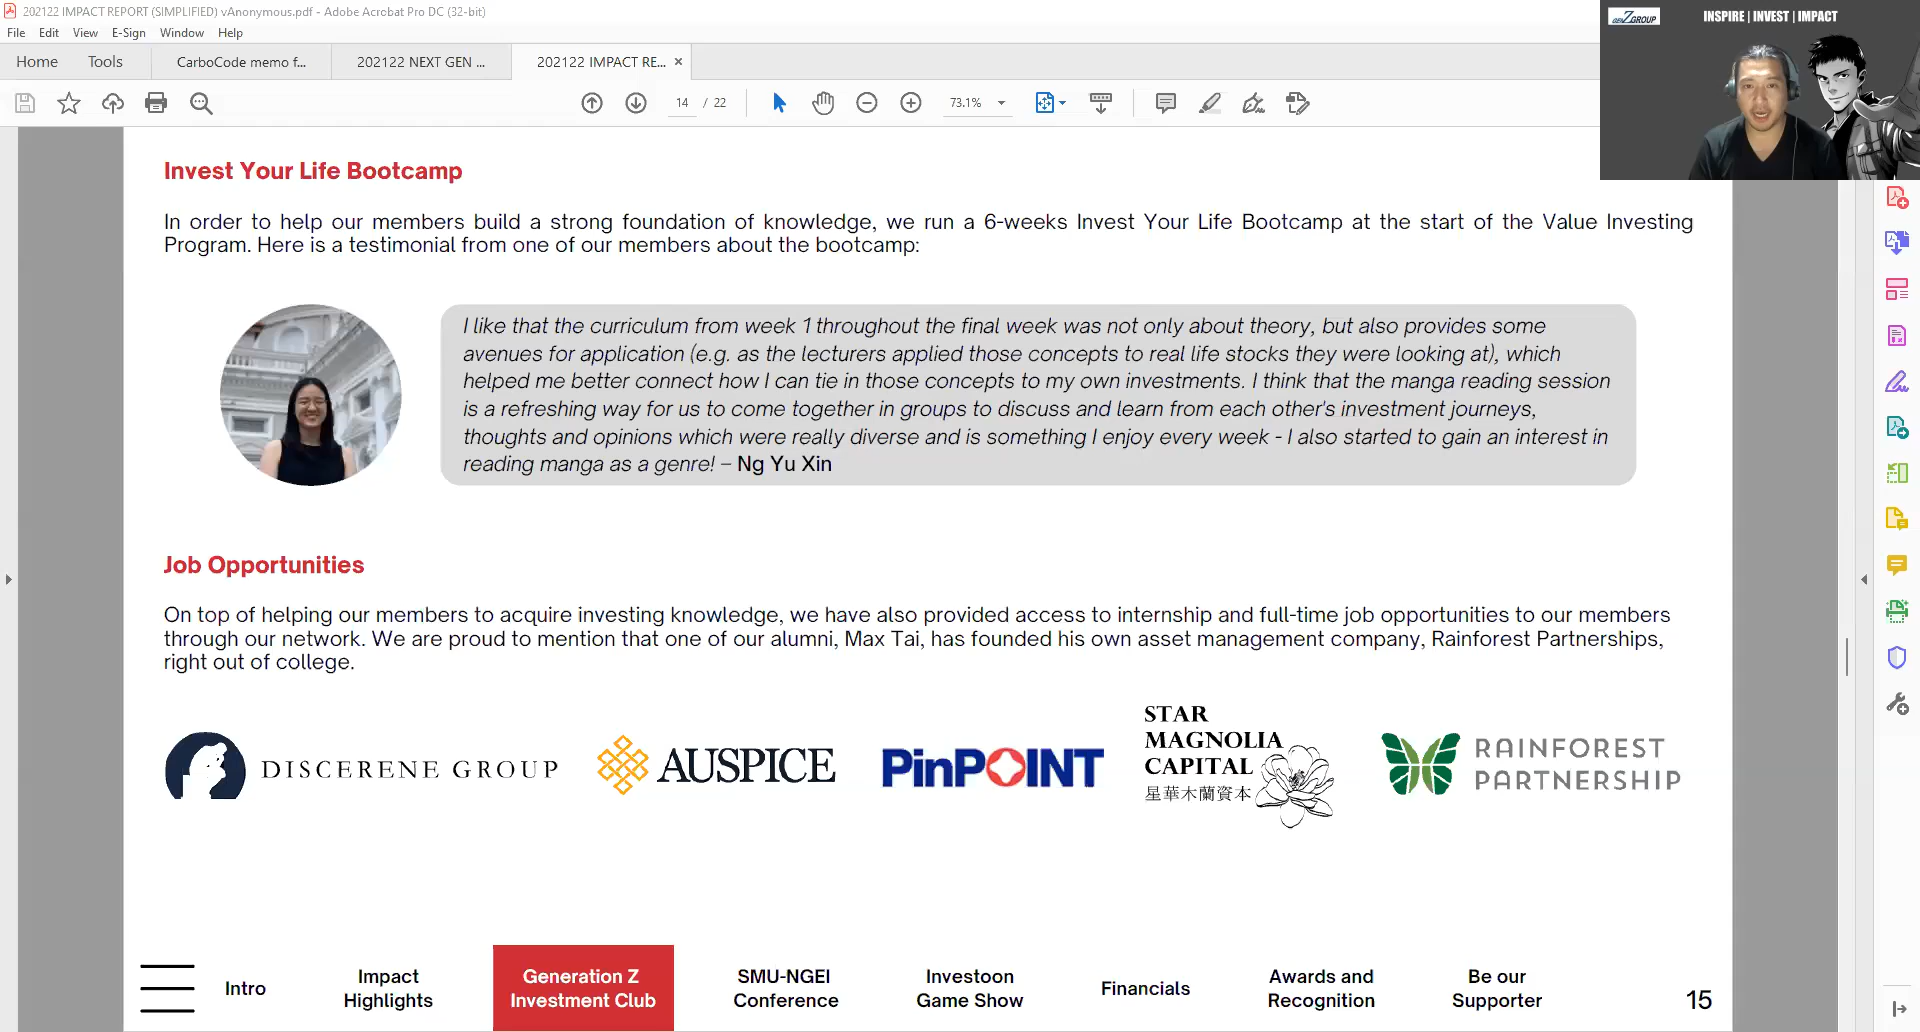 202122 IMPACT REPORT (SIMPLIFIED) vAnonymous.pdf - Adobe Acrobat Pro DC (32-bit)
File Edit View E-Sign Window Help
Home Tools CarboCode memo f... 202122 NEXT GEN ... 202122 IMPACT RE... ×
14 / 22 73.1%
GENZGROUP INSPIRE | INVEST | IMPACT
Invest Your Life Bootcamp
In order to help our members build a strong foundation of knowledge, we run a 6-weeks Invest Your Life Bootcamp at the start of the Value Investing
Program. Here is a testimonial from one of our members about the bootcamp:
I like that the curriculum from week 1 throughout the final week was not only about theory, but also provides some
avenues for application (e.g. as the lecturers applied those concepts to real life stocks they were looking at), which
helped me better connect how I can tie in those concepts to my own investments. I think that the manga reading session
is a refreshing way for us to come together in groups to discuss and learn from each other's investment journeys,
thoughts and opinions which were really diverse and is something I enjoy every week - I also started to gain an interest in
reading manga as a genre! – Ng Yu Xin
Job Opportunities
On top of helping our members to acquire investing knowledge, we have also provided access to internship and full-time job opportunities to our members
through our network. We are proud to mention that one of our alumni, Max Tai, has founded his own asset management company, Rainforest Partnerships,
right out of college.
DISCERENE GROUP
AUSPICE
PinPOINT
STAR
MAGNOLIA
CAPITAL
星華木蘭資本
RAINFOREST
PARTNERSHIP
Intro
Impact
Highlights
Generation Z
Investment Club
SMU-NGEI
Conference
Investoon
Game Show
Financials
Awards and
Recognition
Be our
Supporter
15